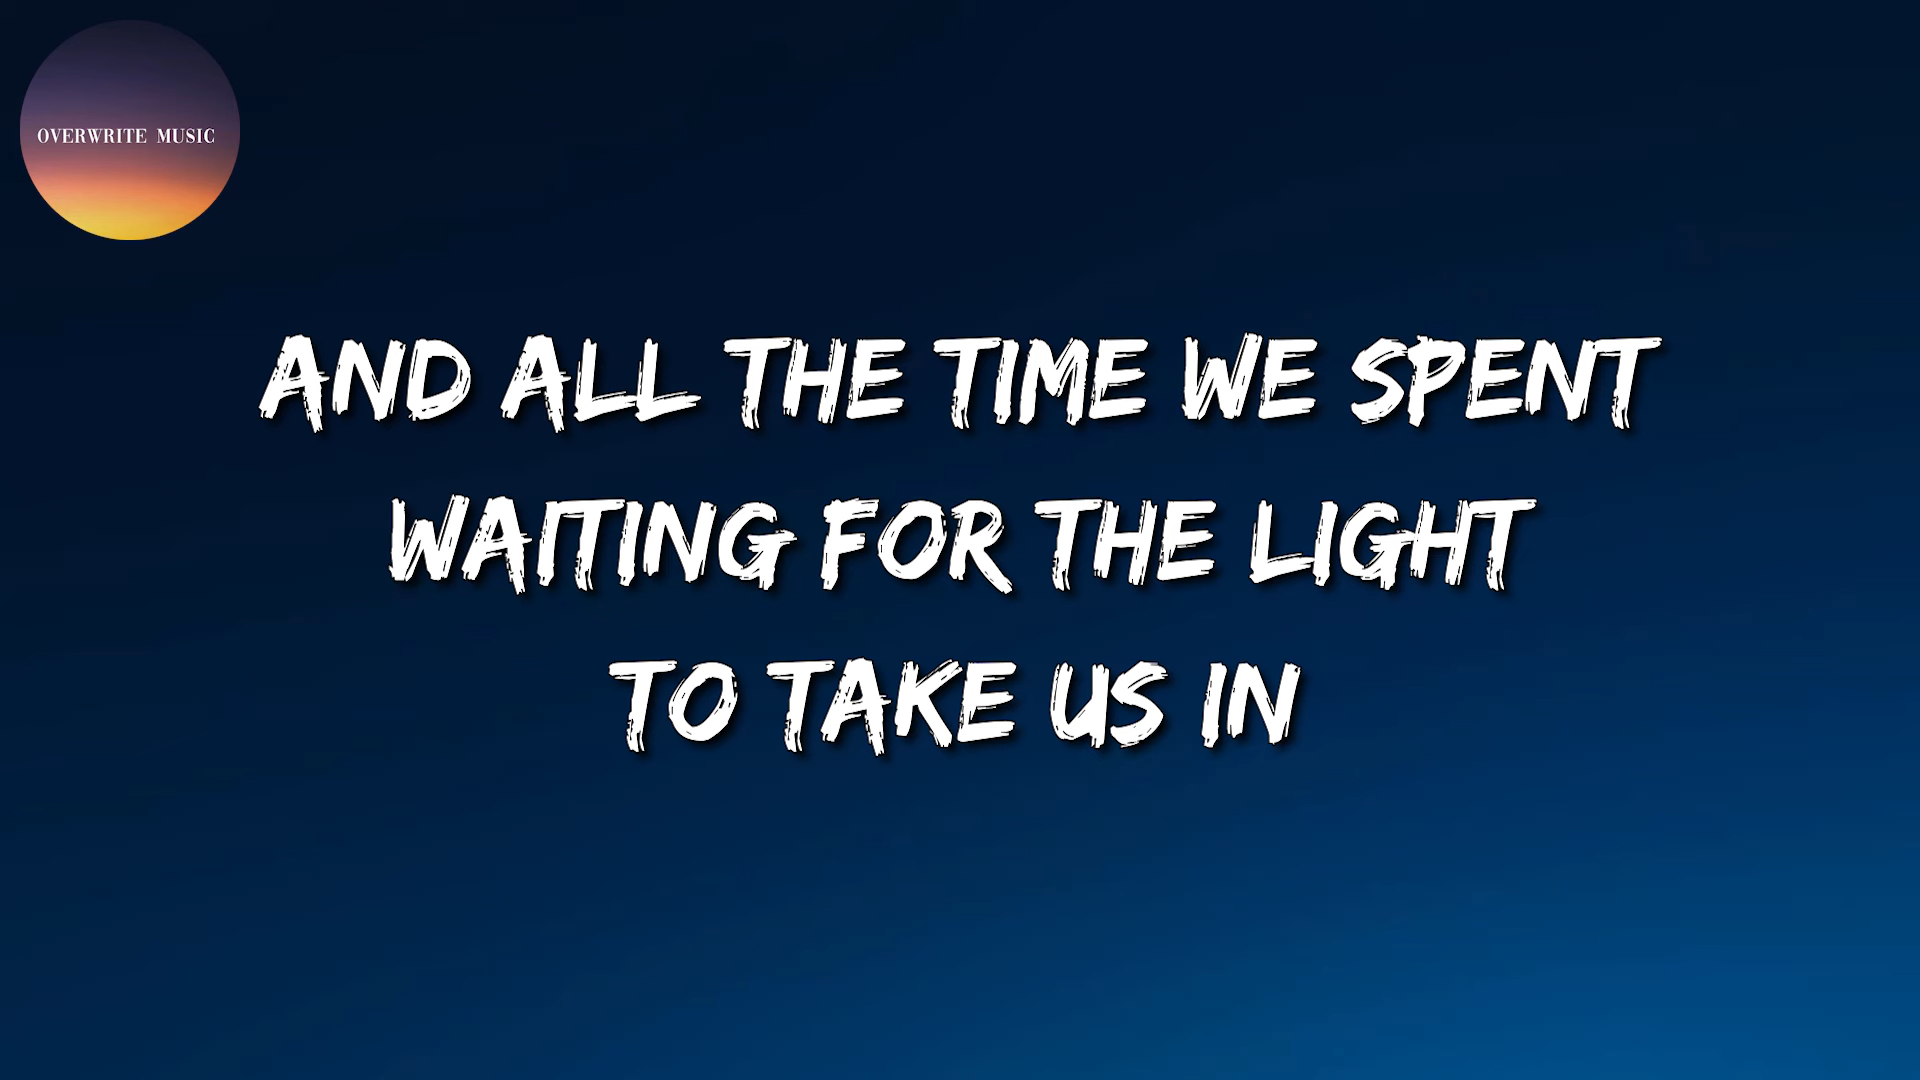 OVERWRITE MUSIC
AND ALL THE TIME WE SPENT
WAITING FOR THE LIGHT
TO TAKE US IN